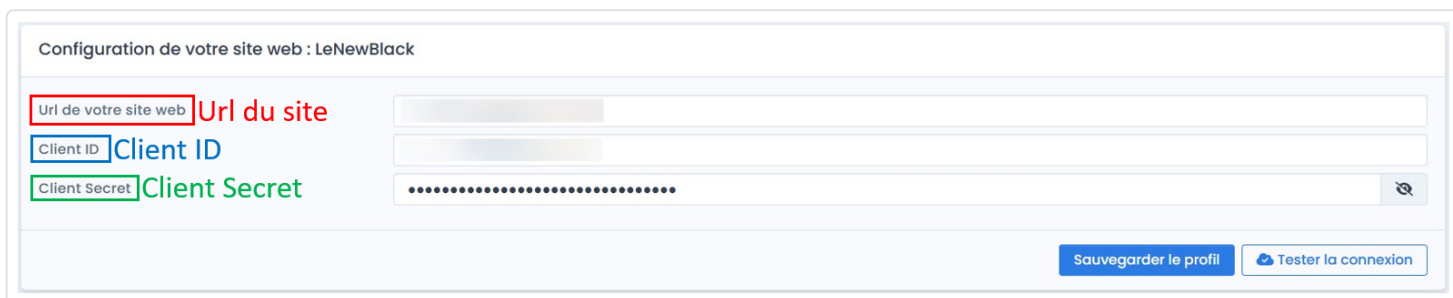 Configuration de votre site web : LeNewBlack
Url de votre site web Url du site
Client ID Client ID
Client Secret Client Secret ••••••••••••••••••••••••••••••••
Sauvegarder le profil Tester la connexion